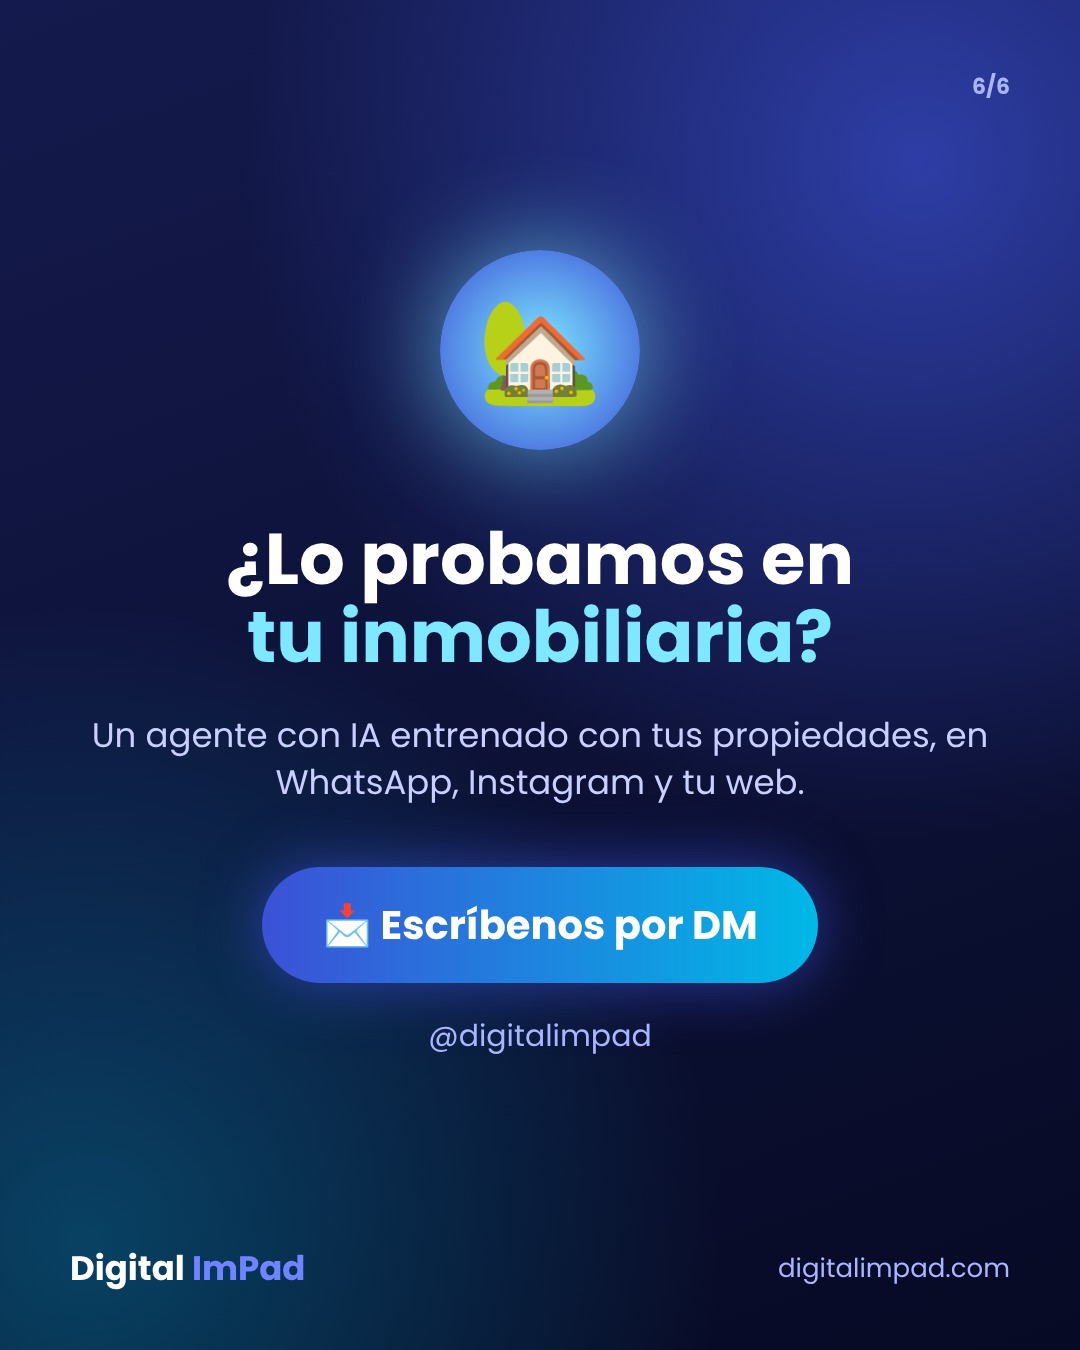 6/6
¿Lo probamos en
tu inmobiliaria?
Un agente con IA entrenado con tus propiedades, en
WhatsApp, Instagram y tu web.
📩 Escríbenos por DM
@digitalimpad
Digital ImPad
digitalimpad.com